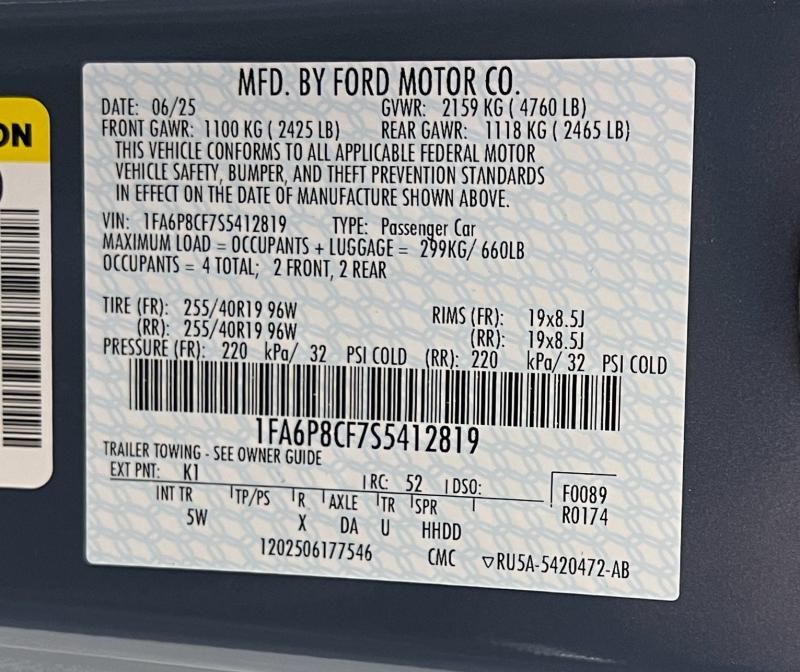 ON
MFD. BY FORD MOTOR CO.
DATE: 06/25 GVWR: 2159 KG ( 4760 LB)
FRONT GAWR: 1100 KG ( 2425 LB) REAR GAWR: 1118 KG ( 2465 LB)
THIS VEHICLE CONFORMS TO ALL APPLICABLE FEDERAL MOTOR
VEHICLE SAFETY, BUMPER, AND THEFT PREVENTION STANDARDS
IN EFFECT ON THE DATE OF MANUFACTURE SHOWN ABOVE.
VIN: 1FA6P8CF7S5412819 TYPE: Passenger Car
MAXIMUM LOAD = OCCUPANTS + LUGGAGE = 299KG/ 660LB
OCCUPANTS = 4 TOTAL; 2 FRONT, 2 REAR
TIRE (FR): 255/40R19 96W RIMS (FR): 19x8.5J
(RR): 255/40R19 96W (RR): 19x8.5J
PRESSURE (FR): 220 kPa/ 32 PSI COLD (RR): 220 kPa/ 32 PSI COLD
1FA6P8CF7S5412819
TRAILER TOWING - SEE OWNER GUIDE
EXT PNT: K1 RC: 52 DSO: F0089
INT TR TP/PS R AXLE TR SPR R0174
5W X DA U HHDD
1202506177546 CMC ▽RU5A-5420472-AB